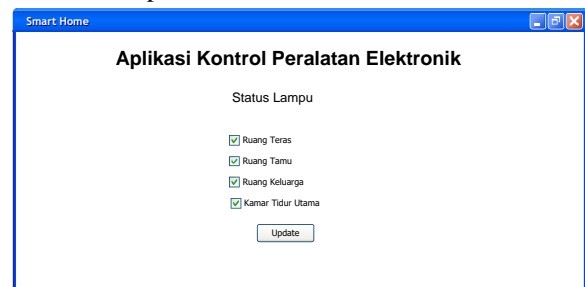 Smart Home
Aplikasi Kontrol Peralatan Elektronik
Status Lampu
Ruang Teras
Ruang Tamu
Ruang Keluarga
Kamar Tidur Utama
Update